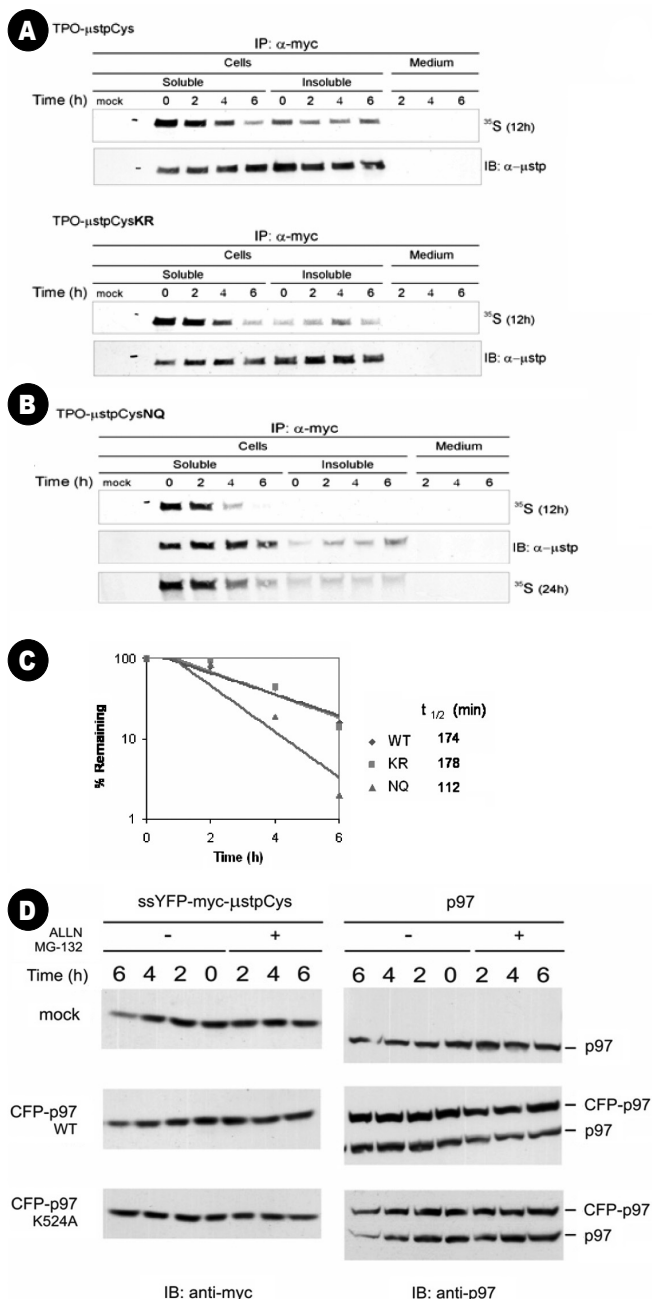 A TPO-μstpCys
IP: α-myc
Cells Medium
Soluble Insoluble
Time (h) mock 0 2 4 6 0 2 4 6 2 4 6
³⁵S (12h)
IB: α-μstp
TPO-μstpCysKR
IP: α-myc
Cells Medium
Soluble Insoluble
Time (h) mock 0 2 4 6 0 2 4 6 2 4 6
³⁵S (12h)
IB: α-μstp
B TPO-μstpCysNQ
IP: α-myc
Cells Medium
Soluble Insoluble
Time (h) mock 0 2 4 6 0 2 4 6 2 4 6
³⁵S (12h)
IB: α-μstp
³⁵S (24h)
C
% Remaining
100
10
1
0 2 4 6
Time (h)
t 1/2 (min)
WT 174
KR 178
NQ 112
D ssYFP-myc-μstpCys p97
ALLN
MG-132
- + - +
Time (h) 6 4 2 0 2 4 6 6 4 2 0 2 4 6
mock
p97
CFP-p97
WT
CFP-p97
p97
CFP-p97
K524A
CFP-p97
p97
IB: anti-myc IB: anti-p97